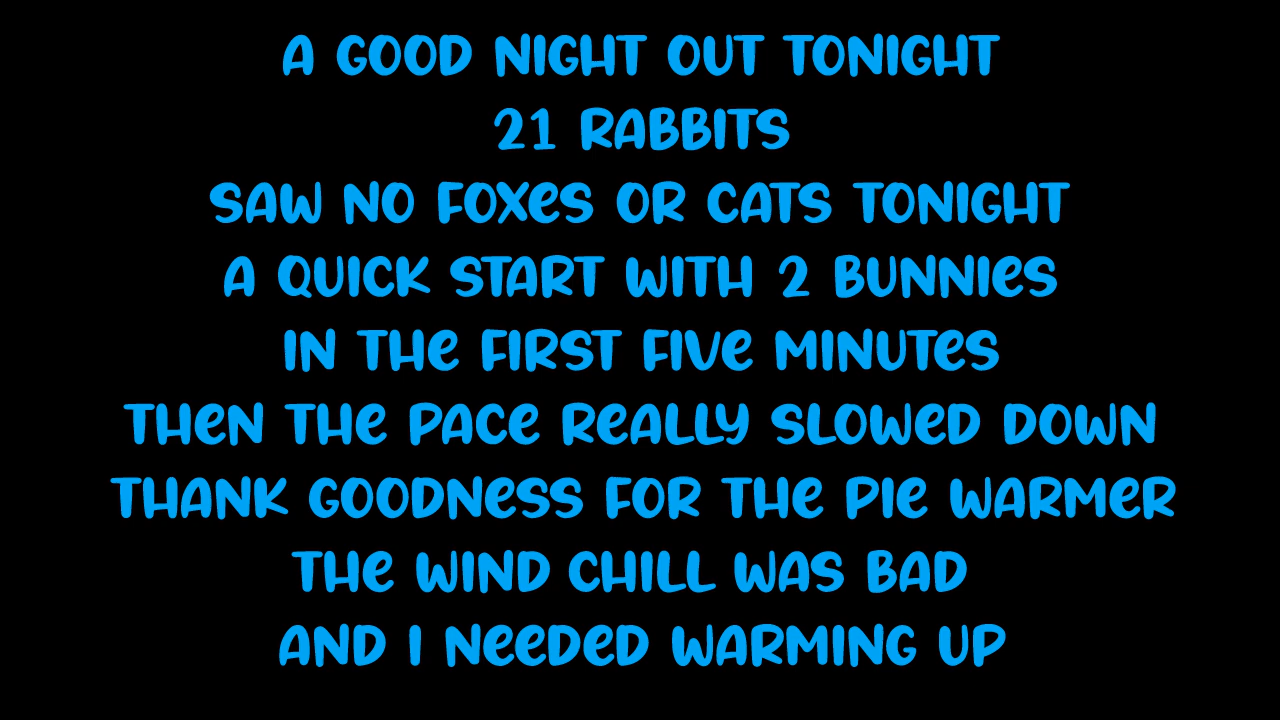 A GOOD NIGHT OUT TONIGHT
21 RABBITS
SAW NO FOXES OR CATS TONIGHT
A QUICK START WITH 2 BUNNIES
IN THE FIRST FIVE MINUTES
THEN THE PACE REALLY SLOWED DOWN
THANK GOODNESS FOR THE PIE WARMER
THE WIND CHILL WAS BAD
AND I NEEDED WARMING UP